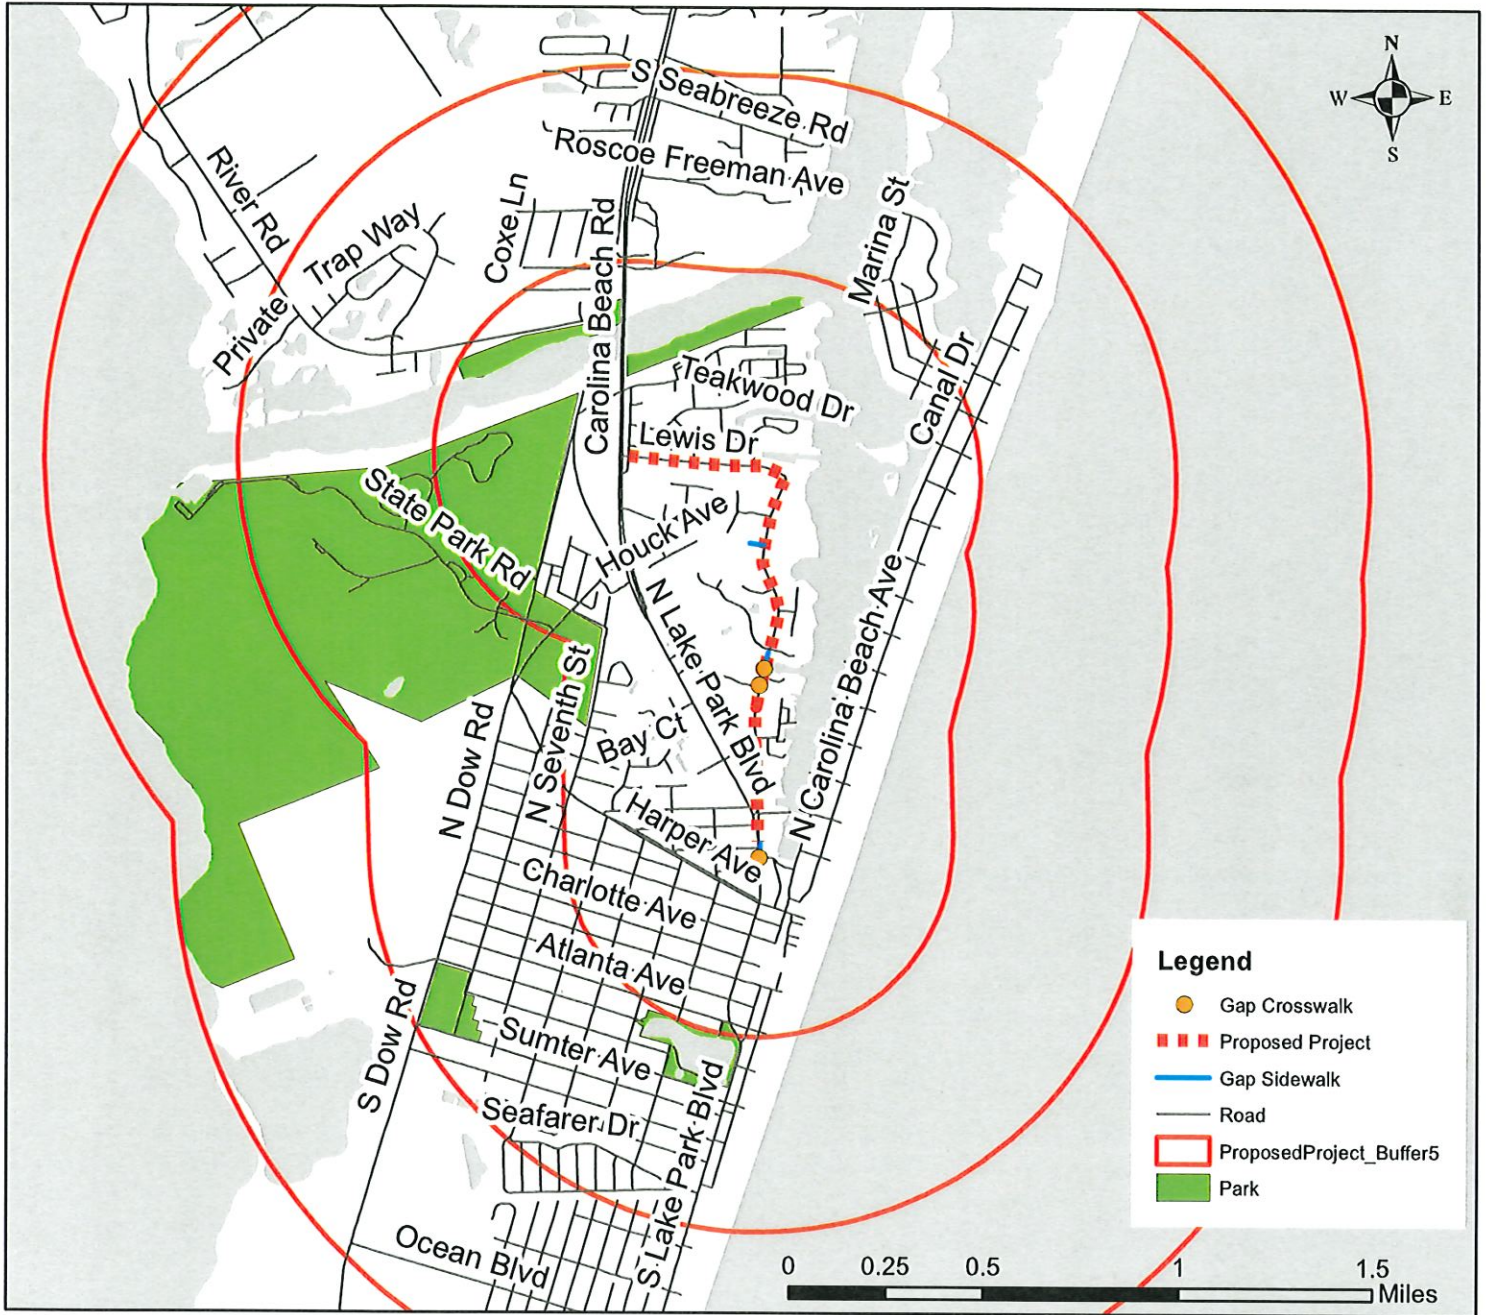 N
W E
S
S Seabreeze Rd
Roscoe Freeman Ave
River Rd
Trap Way
Coxe Ln
Carolina Beach Rd
Marina St
Private
Canal Dr
Teakwood Dr
Lewis Dr
State Park Rd
Houck Ave
N Lake Park Blvd
N Carolina Beach Ave
N Seventh St
N Dow Rd
Bay Ct
Harper Ave
Charlotte Ave
Atlanta Ave
S Dow Rd
Sumter Ave
Seafarer Dr
S Lake Park Blvd
Ocean Blvd
Legend
Gap Crosswalk
Proposed Project
Gap Sidewalk
Road
ProposedProject_Buffer5
Park
0 0.25 0.5 1 1.5
Miles